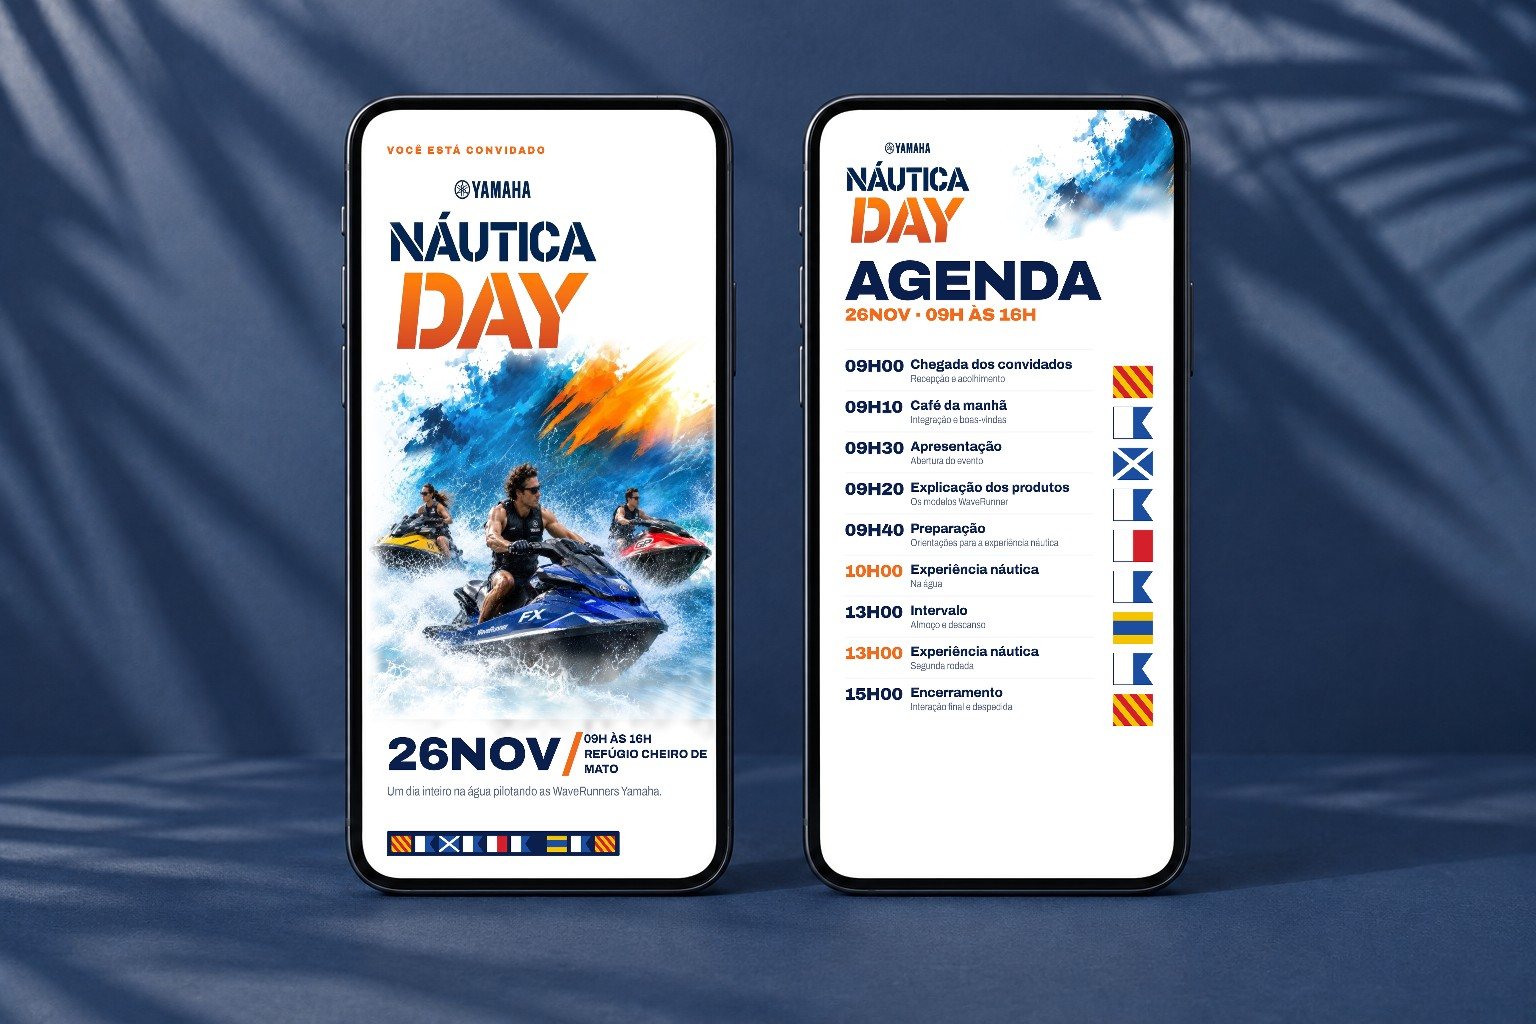 VOCÊ ESTÁ CONVIDADO
YAMAHA
NÁUTICA
DAY
FX
WaveRunner
26NOV/
09H ÀS 16H
REFÚGIO CHEIRO DE
MATO
Um dia inteiro na água pilotando as WaveRunners Yamaha.
YAMAHA
NÁUTICA
DAY
AGENDA
26NOV · 09H ÀS 16H
09H00 Chegada dos convidados
Recepção e acolhimento
09H10 Café da manhã
Integração e boas-vindas
09H30 Apresentação
Abertura do evento
09H20 Explicação dos produtos
Os modelos WaveRunner
09H40 Preparação
Orientações para a experiência náutica
10H00 Experiência náutica
Na água
13H00 Intervalo
Almoço e descanso
13H00 Experiência náutica
Segunda rodada
15H00 Encerramento
Interação final e despedida